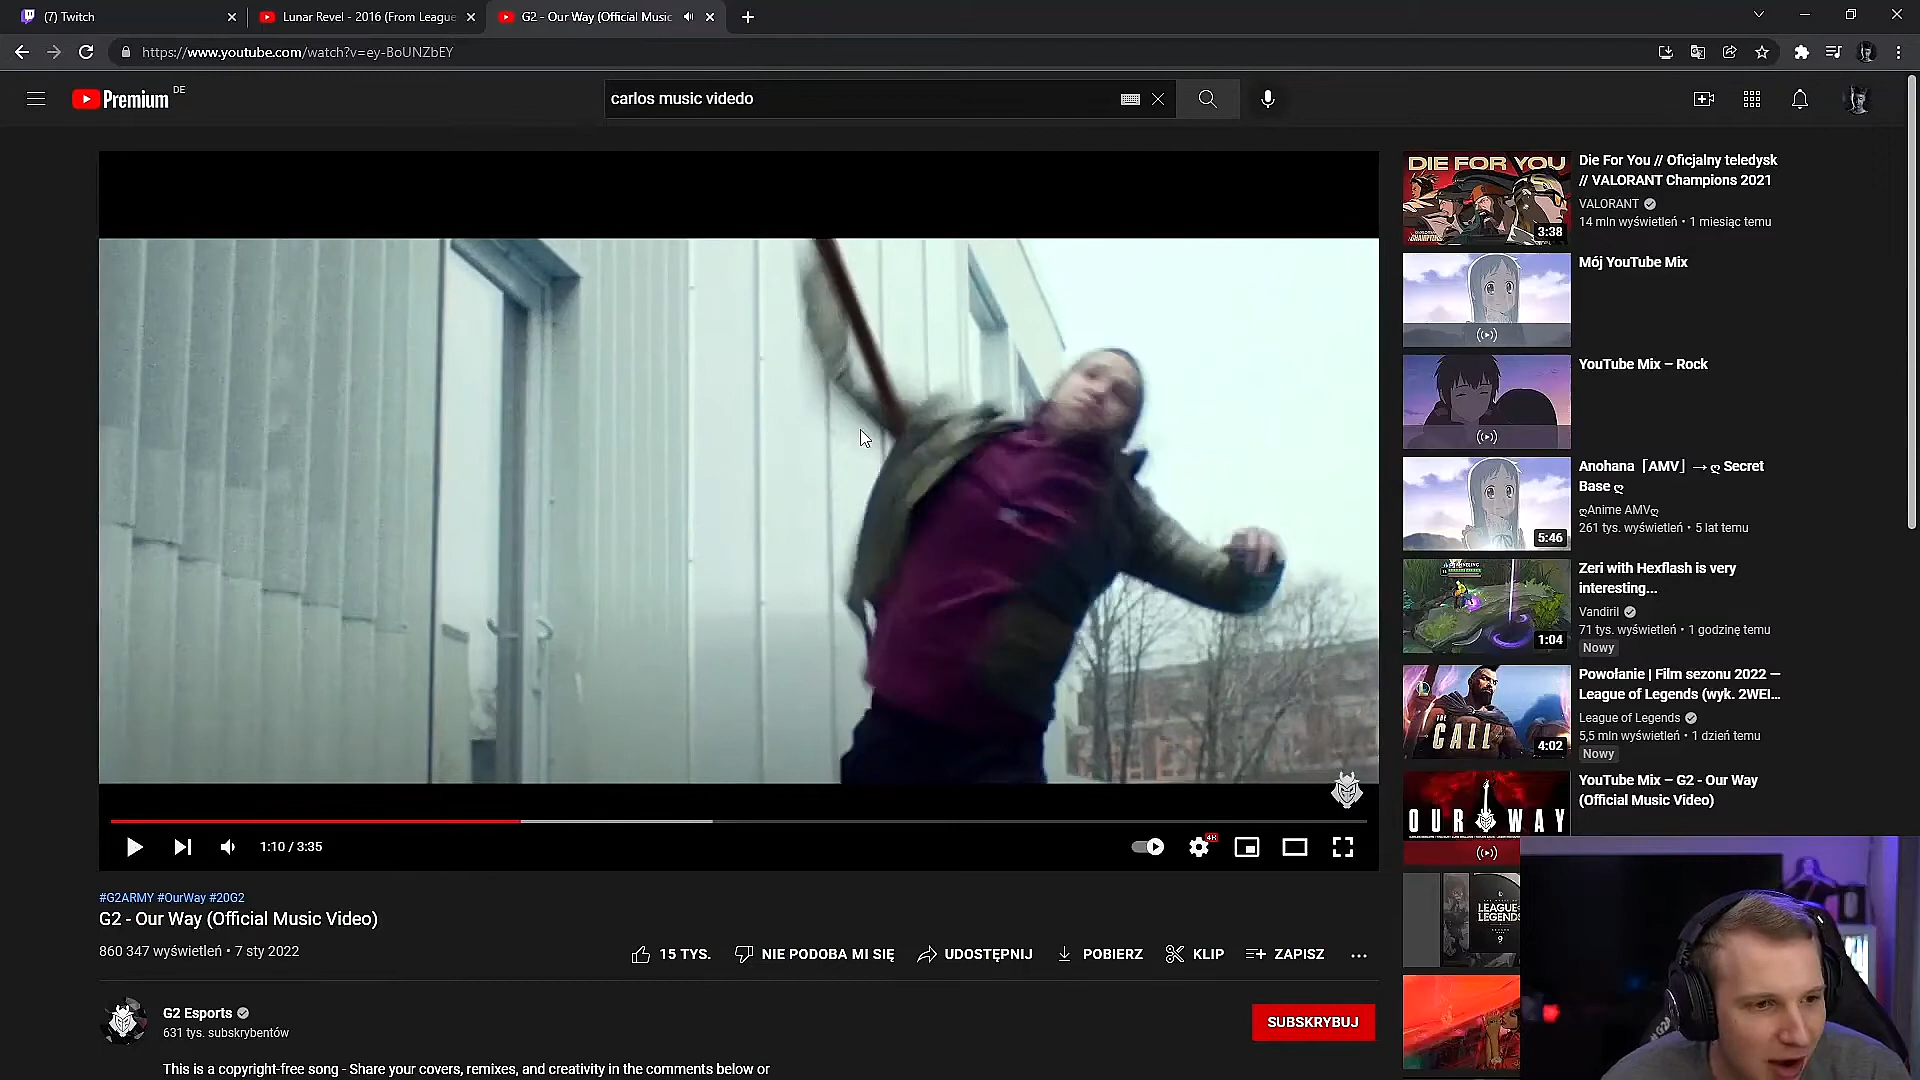 (7) Twitch
Lunar Revel - 2016 (From League
G2 - Our Way (Official Music
https://www.youtube.com/watch?v=ey-BoUNZbEY
Premium DE
carlos music videdo
DIE FOR YOU
3:38
Die For You // Oficjalny teledysk
// VALORANT Champions 2021
VALORANT
14 mln wyświetleń • 1 miesiąc temu
Mój YouTube Mix
YouTube Mix – Rock
5:46
Anohana「AMV」→ღ Secret
Base ღ
ღAnime AMVღ
261 tys. wyświetleń • 5 lat temu
1:04
Zeri with Hexflash is very
interesting...
Vandiril
71 tys. wyświetleń • 1 godzinę temu
Nowy
THE
CALL
4:02
Powołanie | Film sezonu 2022 —
League of Legends (wyk. 2WEI...
League of Legends
5,5 mln wyświetleń • 1 dzień temu
Nowy
OUR WAY
YouTube Mix – G2 - Our Way
(Official Music Video)
LEAGUE
LEGENDS
9
1:10 / 3:35
4K
#G2ARMY #OurWay #20G2
G2 - Our Way (Official Music Video)
860 347 wyświetleń • 7 sty 2022
15 TYS.
NIE PODOBA MI SIĘ
UDOSTĘPNIJ
POBIERZ
KLIP
ZAPISZ
G2 Esports
631 tys. subskrybentów
SUBSKRYBUJ
This is a copyright-free song - Share your covers, remixes, and creativity in the comments below or